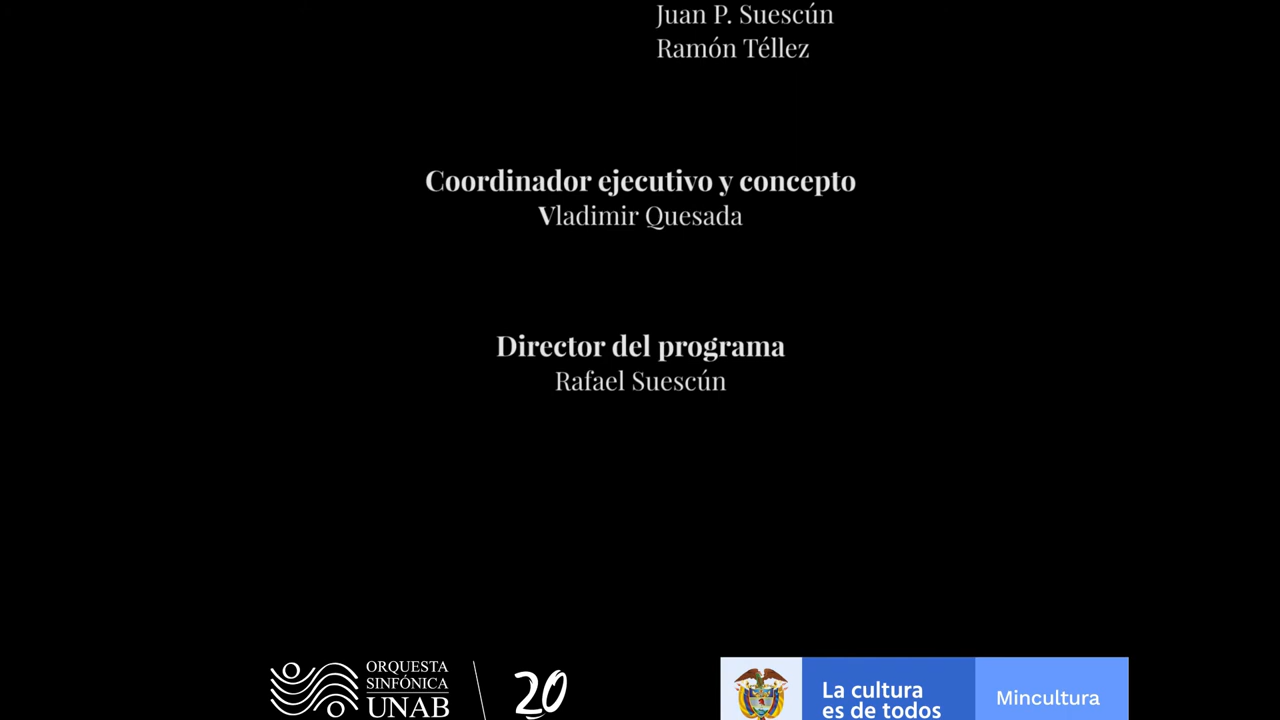 Juan P. Suescún
Ramón Téllez
Coordinador ejecutivo y concepto
Vladimir Quesada
Director del programa
Rafael Suescún
ORQUESTA
SINFÓNICA
UNAB
20
La cultura
es de todos
Mincultura